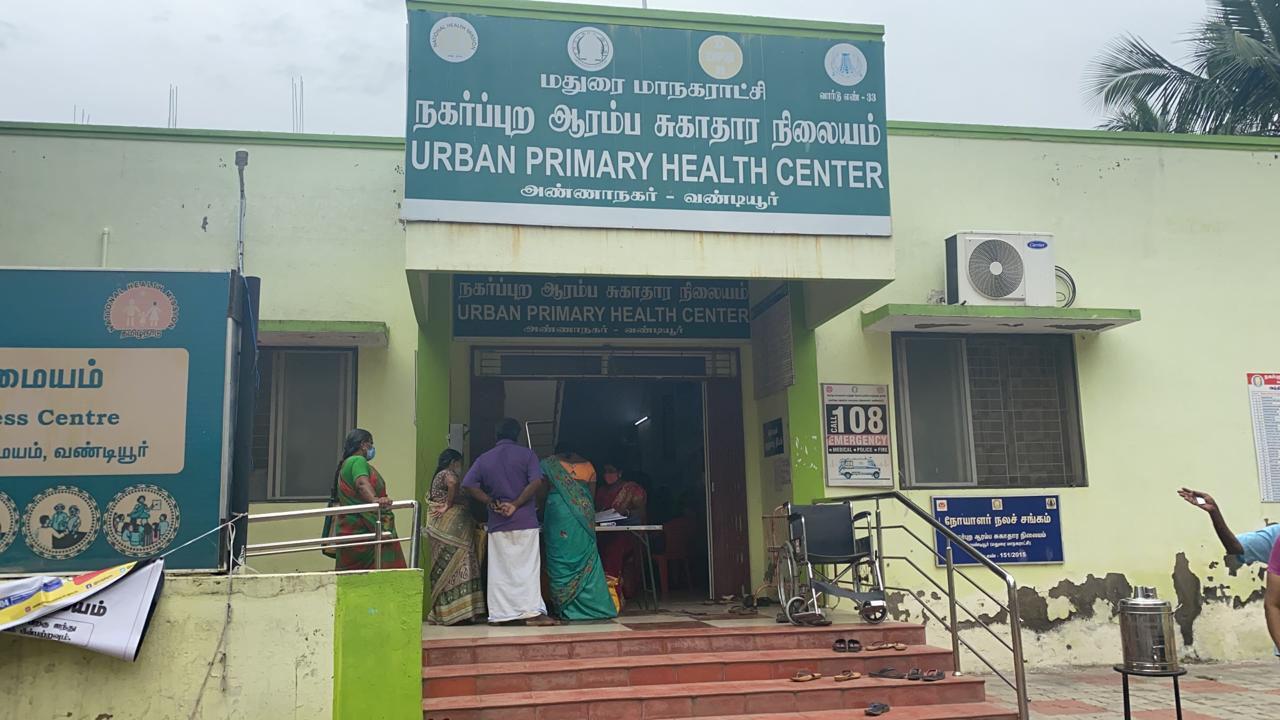 மதுரை மாநகராட்சி
வார்டு எண் - 33
நகர்ப்புற ஆரம்ப சுகாதார நிலையம்
URBAN PRIMARY HEALTH CENTER
அண்ணாநகர் - வண்டியூர்
நகர்ப்புற ஆரம்ப சுகாதார நிலையம்
URBAN PRIMARY HEALTH CENTER
அண்ணாநகர் - வண்டியூர்
மையம்
ess Centre
மையம், வண்டியூர்
CALL 108
EMERGENCY
MEDICAL • POLICE • FIRE
Carrier
நோயாளர் நலச் சங்கம்
151/2015